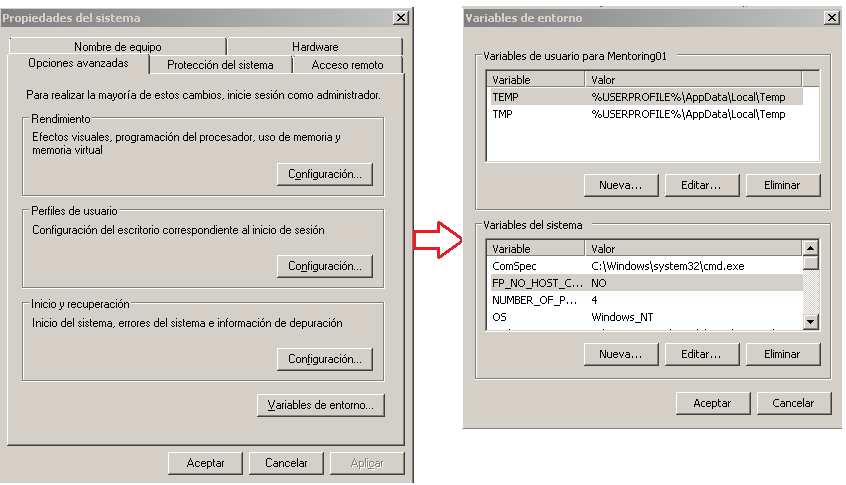 Propiedades del sistema
Nombre de equipo
Hardware
Opciones avanzadas
Protección del sistema
Acceso remoto
Para realizar la mayoría de estos cambios, inicie sesión como administrador.
Rendimiento
Efectos visuales, programación del procesador, uso de memoria y
memoria virtual
Configuración...
Perfiles de usuario
Configuración del escritorio correspondiente al inicio de sesión
Configuración...
Inicio y recuperación
Inicio del sistema, errores del sistema e información de depuración
Configuración...
Variables de entorno...
Aceptar
Cancelar
Aplicar
Variables de entorno
Variables de usuario para Mentoring01
Variable Valor
TEMP %USERPROFILE%\AppData\Local\Temp
TMP %USERPROFILE%\AppData\Local\Temp
Nueva...
Editar...
Eliminar
Variables del sistema
Variable Valor
ComSpec C:\Windows\system32\cmd.exe
FP_NO_HOST_C... NO
NUMBER_OF_P... 4
OS Windows_NT
Nueva...
Editar...
Eliminar
Aceptar
Cancelar